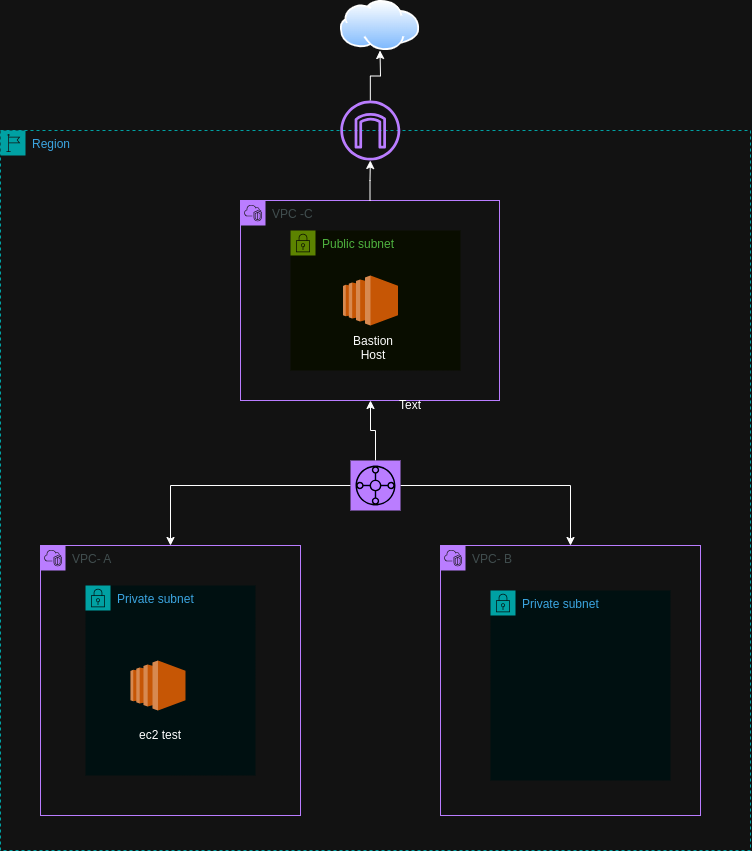 Region
VPC -C
Public subnet
Bastion
Host
Text
VPC- A
VPC- B
Private subnet
Private subnet
ec2 test